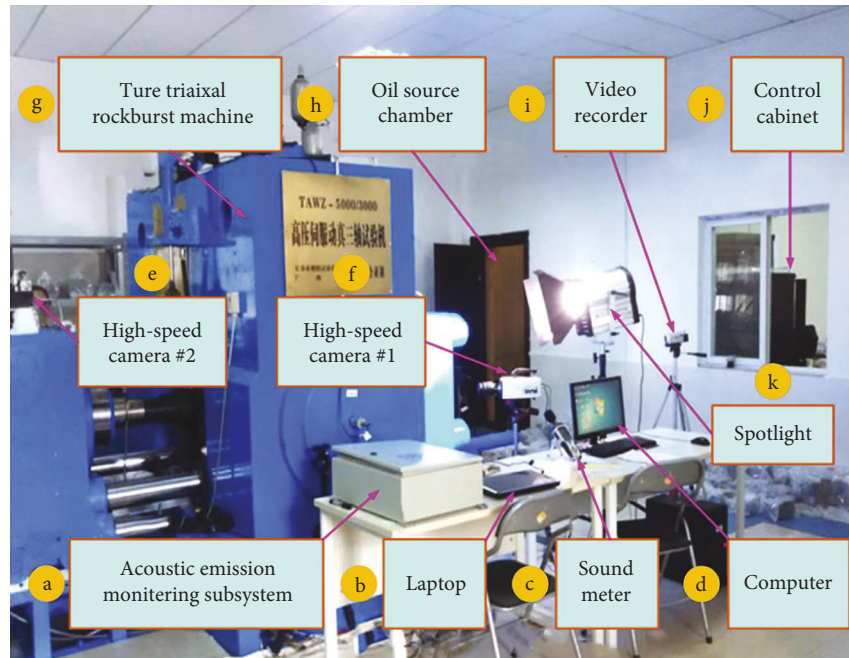 g
Ture triaixal
rockburst machine
h
Oil source
chamber
i
Video
recorder
j
Control
cabinet
TAWZ-5000/3000
高压伺服动真三轴试验机
e
High-speed
camera #2
f
High-speed
camera #1
k
Spotlight
a
Acoustic emission
monitering subsystem
b
Laptop
c
Sound
meter
d
Computer